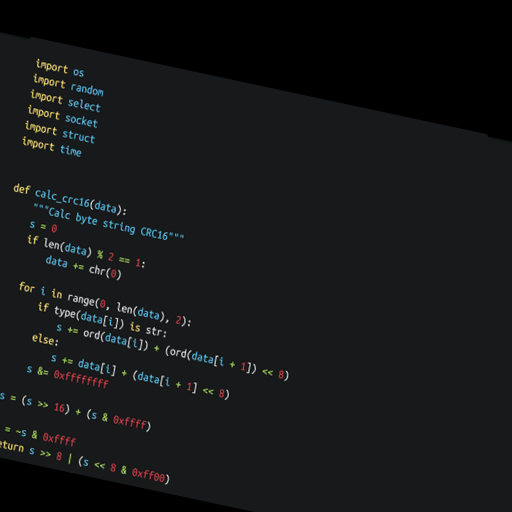 import os
import random
import select
import socket
import struct
import time
def calc_crc16(data):
"""Calc byte string CRC16"""
s = 0
if len(data) % 2 == 1:
data += chr(0)
for i in range(0, len(data), 2):
if type(data[i]) is str:
s += ord(data[i]) + (ord(data[i + 1]) << 8)
else:
s += data[i] + (data[i + 1] << 8)
s &= 0xffffffff
s = (s >> 16) + (s & 0xffff)
= ~s & 0xffff
eturn s >> 8 | (s << 8 & 0xff00)